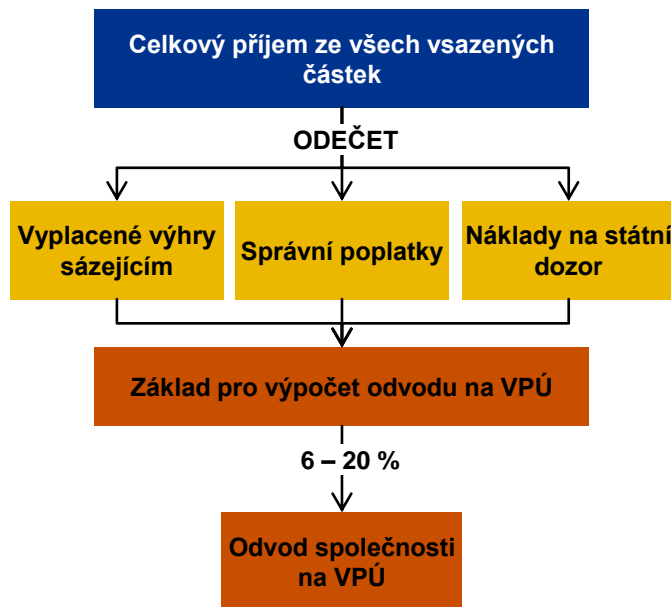 Celkový příjem ze všech vsazených
částek
ODEČET
Vyplacené výhry
sázejícím
Správní poplatky
Náklady na státní
dozor
Základ pro výpočet odvodu na VPÚ
6 – 20 %
Odvod společnosti
na VPÚ